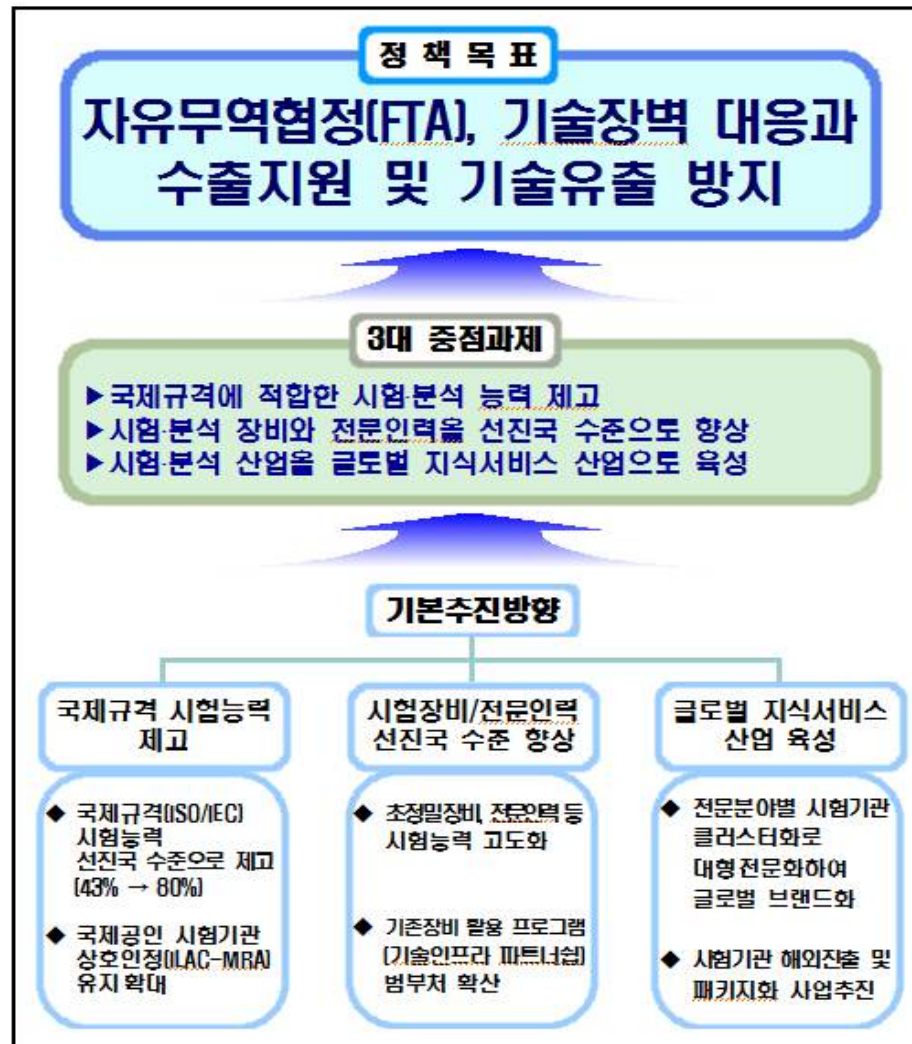 정 책 목 표
자유무역협정(FTA), 기술장벽 대응과
수출지원 및 기술유출 방지
3대 중점과제
▶국제규격에 적합한 시험·분석 능력 제고
▶시험·분석 장비와 전문인력을 선진국 수준으로 향상
▶시험·분석 산업을 글로벌 지식서비스 산업으로 육성
기본추진방향
국제규격 시험능력
제고
◆ 국제규격(ISO/IEC)
시험능력
선진국 수준으로 제고
(43% → 80%)
◆ 국제공인 시험기관
상호인정(ILAC-MRA)
유지 확대
시험장비/전문인력
선진국 수준 향상
◆ 초정밀장비, 전문인력 등
시험능력 고도화
◆ 기존장비 활용 프로그램
(기술인프라 파트너쉽)
범부처 확산
글로벌 지식서비스
산업 육성
◆ 전문분야별 시험기관
클러스터화로
대형전문화하여
글로벌 브랜드화
◆ 시험기관 해외진출 및
패키지화 사업추진